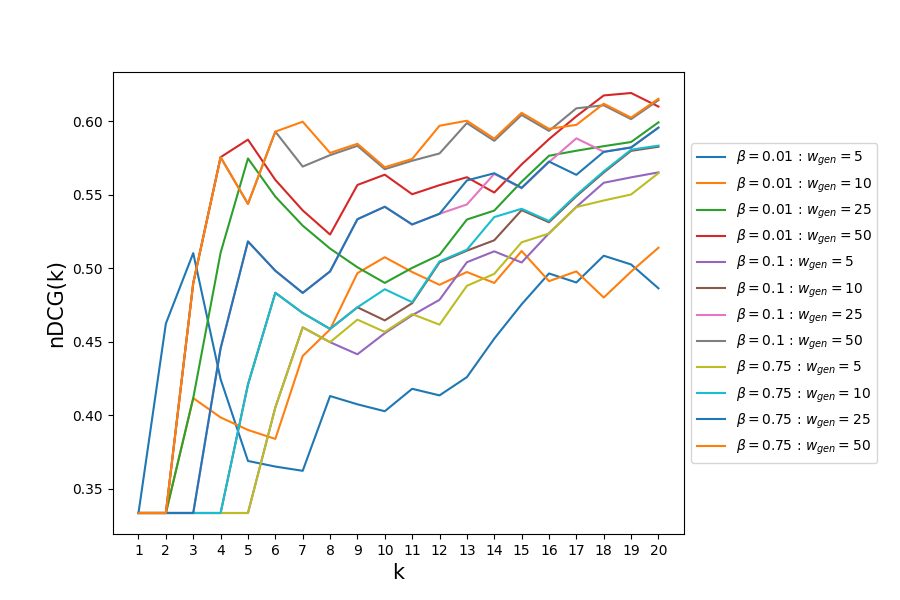 nDCG(k)
0.60
0.55
0.50
0.45
0.40
0.35
1 2 3 4 5 6 7 8 9 10 11 12 13 14 15 16 17 18 19 20
k
β = 0.01 : w_gen = 5
β = 0.01 : w_gen = 10
β = 0.01 : w_gen = 25
β = 0.01 : w_gen = 50
β = 0.1 : w_gen = 5
β = 0.1 : w_gen = 10
β = 0.1 : w_gen = 25
β = 0.1 : w_gen = 50
β = 0.75 : w_gen = 5
β = 0.75 : w_gen = 10
β = 0.75 : w_gen = 25
β = 0.75 : w_gen = 50